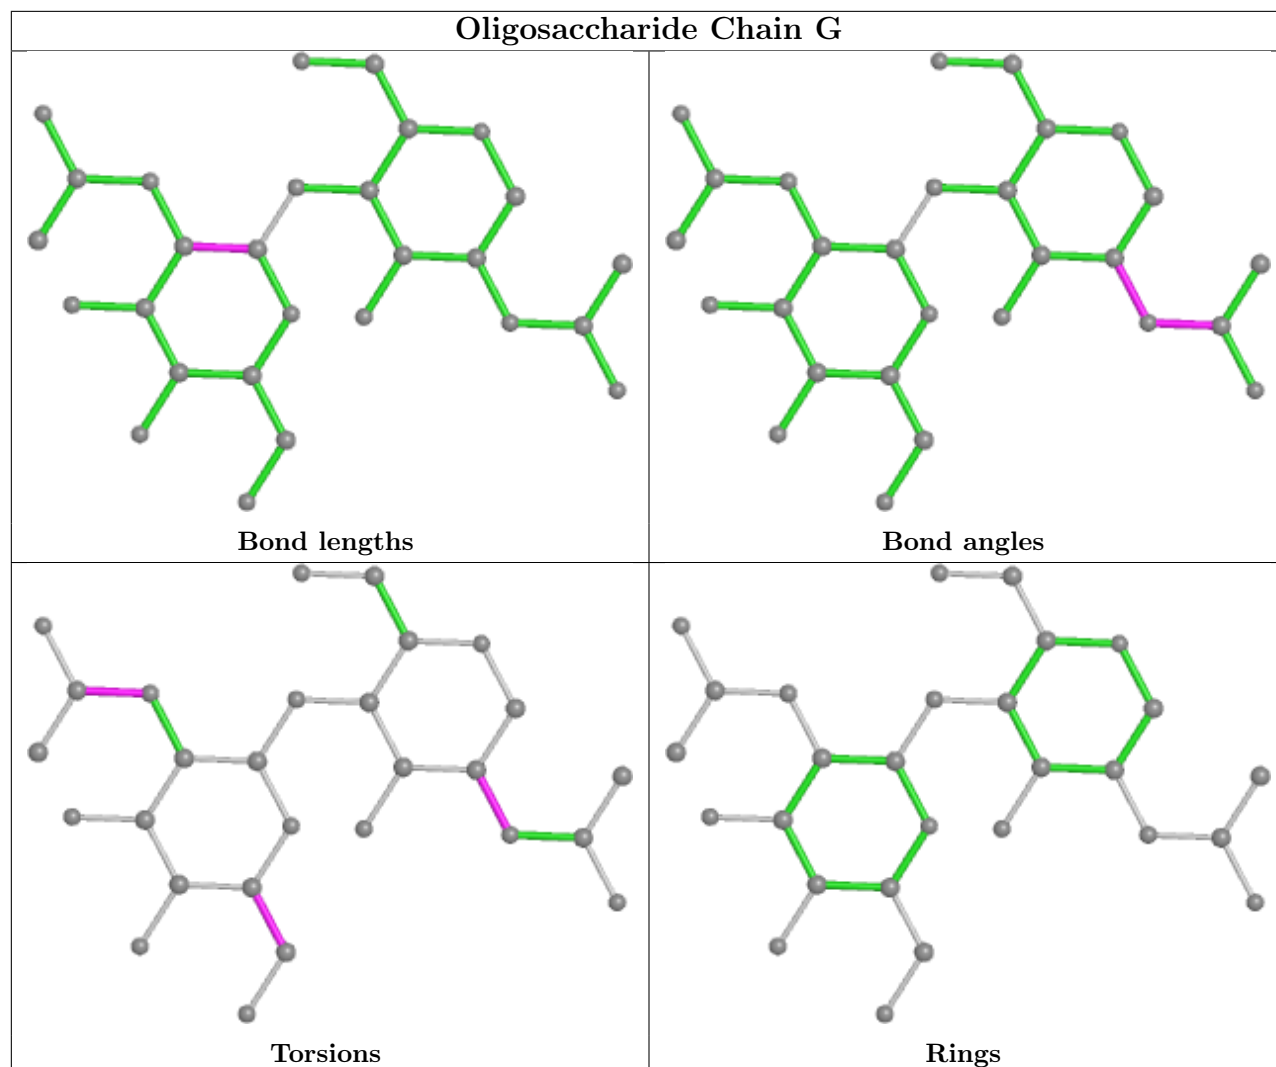 Oligosaccharide Chain G
Bond lengths
Bond angles
Torsions
Rings